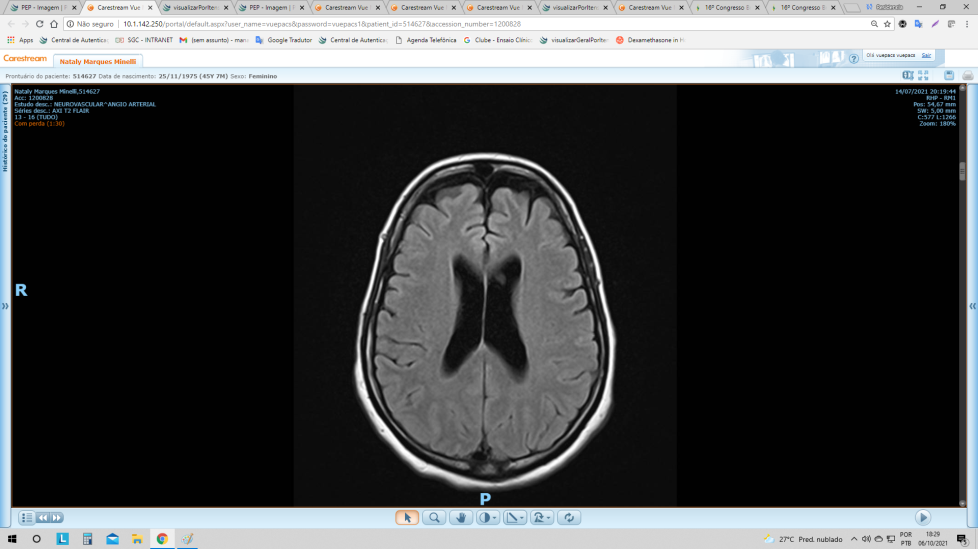 PEP - Imagem | F
Carestream Vue
visualizarPorItem
PEP - Imagem | F
Carestream Vue
Carestream Vue
Carestream Vue
visualizarPorItem
Carestream Vue
16º Congresso B
16º Congresso B
Não seguro | 10.1.142.250/portal/default.aspx?user_name=vuepacs&password=vuepacs1&patient_id=514627&accession_number=1200828
Apps
Central de Autentica
SGC - INTRANET
(sem assunto) - mar
Google Tradutor
Central de Autentica
Agenda Telefônica
Clube - Ensaio Clínic
visualizarGeralPorIter
Dexamethasone in H
Carestream
Nataly Marques Minelli
Olá vuepacs vuepacs
Sair
Prontuário do paciente: 514627 Data de nascimento: 25/11/1975 (45Y 7M) Sexo: Feminino
Histórico do paciente (29)
Nataly Marques Minelli,514627
Acc: 1200828
Estudo desc.: NEUROVASCULAR^ANGIO ARTERIAL
Séries desc.: AXI T2 FLAIR
13 - 16 (TUDO)
Com perda (1:30)
14/07/2021 20:19:44
RHP - RM1
Pos: 54,67 mm
SW: 5,00 mm
C:577 L:1266
Zoom: 180%
R
P
27°C Pred. nublado
POR
PTB
18:29
06/10/2021